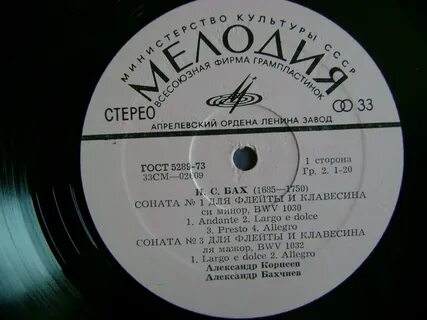 МИНИСТЕРСТВО КУЛЬТУРЫ СССР
МЕЛОДИЯ
ВСЕСОЮЗНАЯ ФИРМА ГРАМПЛАСТИНОК
СТЕРЕО
33
АПРЕЛЕВСКИЙ ОРДЕНА ЛЕНИНА ЗАВОД
ГОСТ 5289-73
33СМ—02609
1 сторона
Гр. 2. 1-20
И. С. БАХ (1685—1750)
СОНАТА № 1 ДЛЯ ФЛЕЙТЫ И КЛАВЕСИНА
си минор, BWV 1030
1. Andante 2. Largo e dolce
3. Presto 4. Allegro
СОНАТА № 3 ДЛЯ ФЛЕЙТЫ И КЛАВЕСИНА
ля мажор, BWV 1032
1. Largo e dolce 2. Allegro
Александр Корнеев
Александр Бахчиев